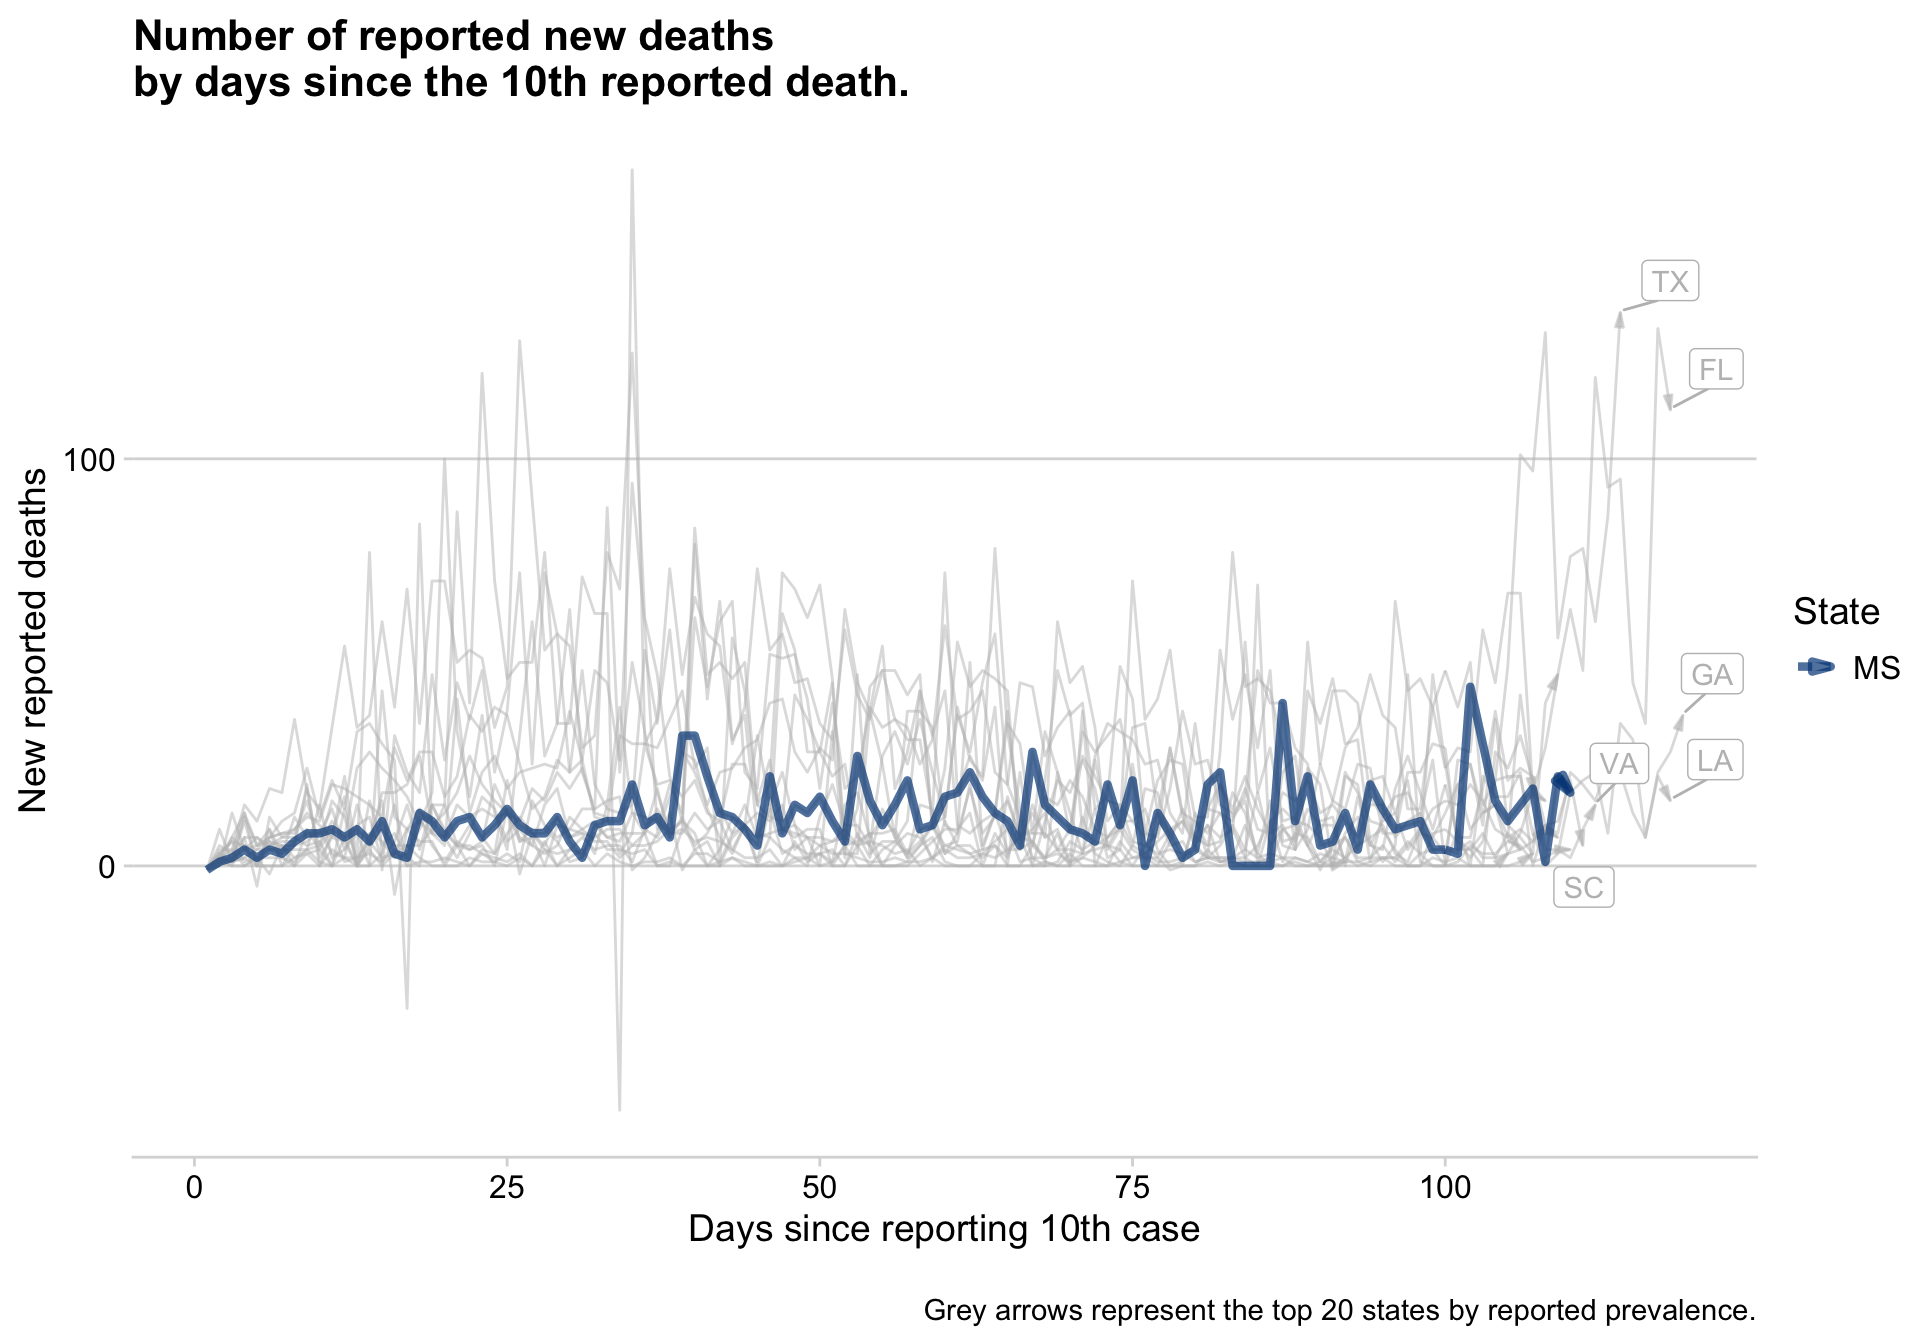 Number of reported new deaths
by days since the 10th reported death.
New reported deaths
100
0
TX
FL
GA
VA
LA
SC
State
MS
0
25
50
75
100
Days since reporting 10th case
Grey arrows represent the top 20 states by reported prevalence.